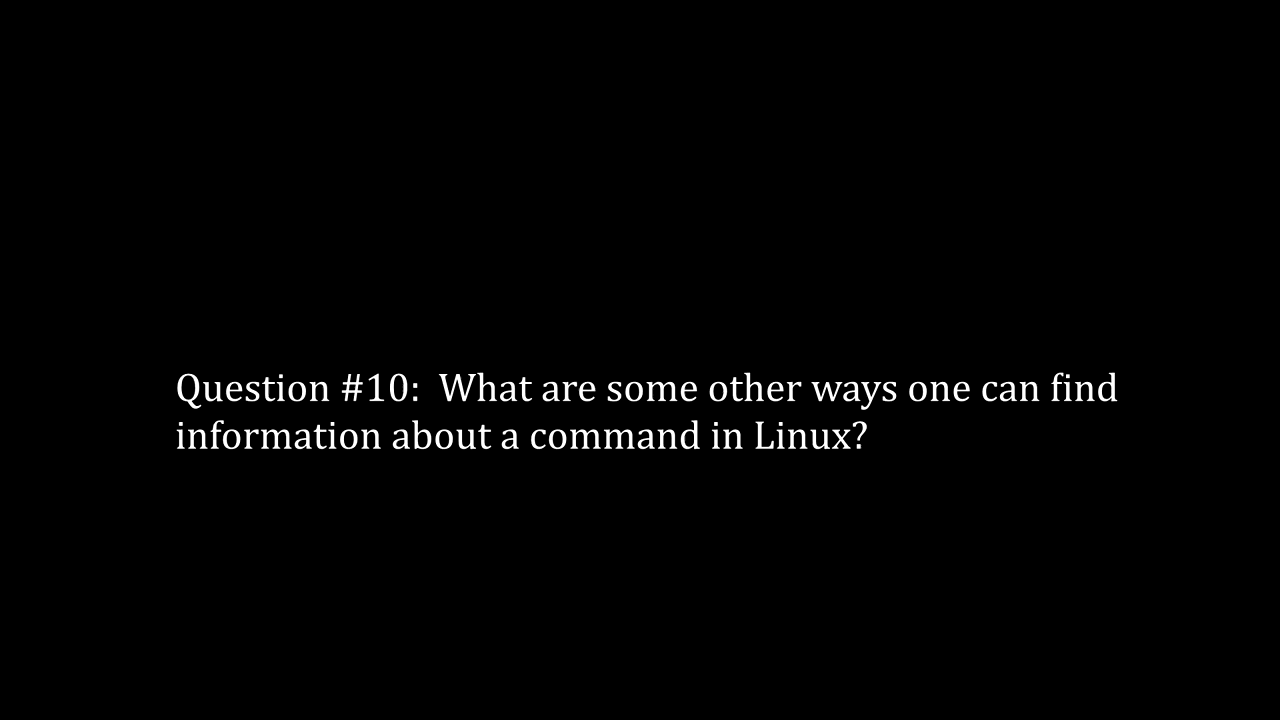 Question #10:  What are some other ways one can find
information about a command in Linux?